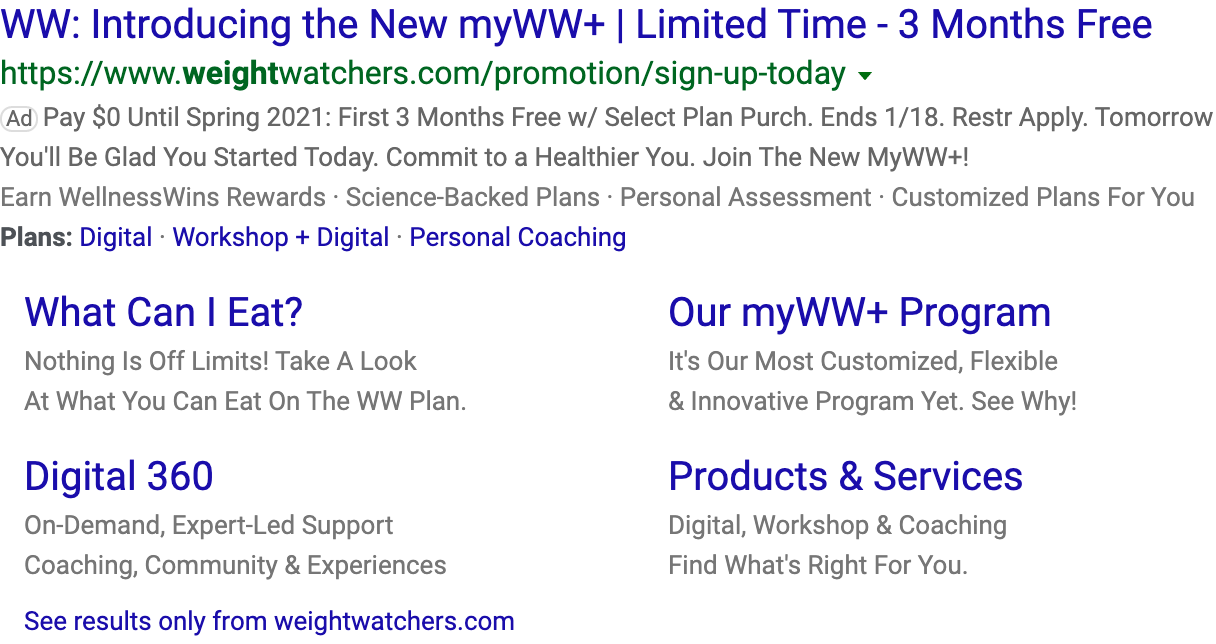 WW: Introducing the New myWW+ | Limited Time - 3 Months Free
https://www.weightwatchers.com/promotion/sign-up-today
Ad Pay $0 Until Spring 2021: First 3 Months Free w/ Select Plan Purch. Ends 1/18. Restr Apply. Tomorrow
You'll Be Glad You Started Today. Commit to a Healthier You. Join The New MyWW+!
Earn WellnessWins Rewards · Science-Backed Plans · Personal Assessment · Customized Plans For You
Plans: Digital · Workshop + Digital · Personal Coaching
What Can I Eat?
Nothing Is Off Limits! Take A Look
At What You Can Eat On The WW Plan.
Our myWW+ Program
It's Our Most Customized, Flexible
& Innovative Program Yet. See Why!
Digital 360
On-Demand, Expert-Led Support
Coaching, Community & Experiences
Products & Services
Digital, Workshop & Coaching
Find What's Right For You.
See results only from weightwatchers.com